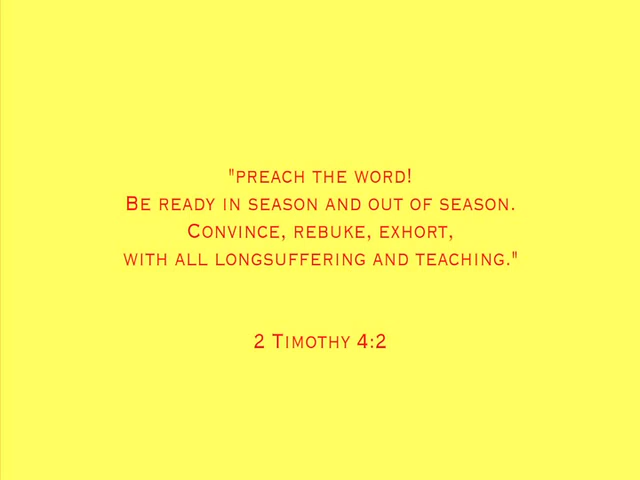 "PREACH THE WORD!
BE READY IN SEASON AND OUT OF SEASON.
CONVINCE, REBUKE, EXHORT,
WITH ALL LONGSUFFERING AND TEACHING."
2 TIMOTHY 4:2